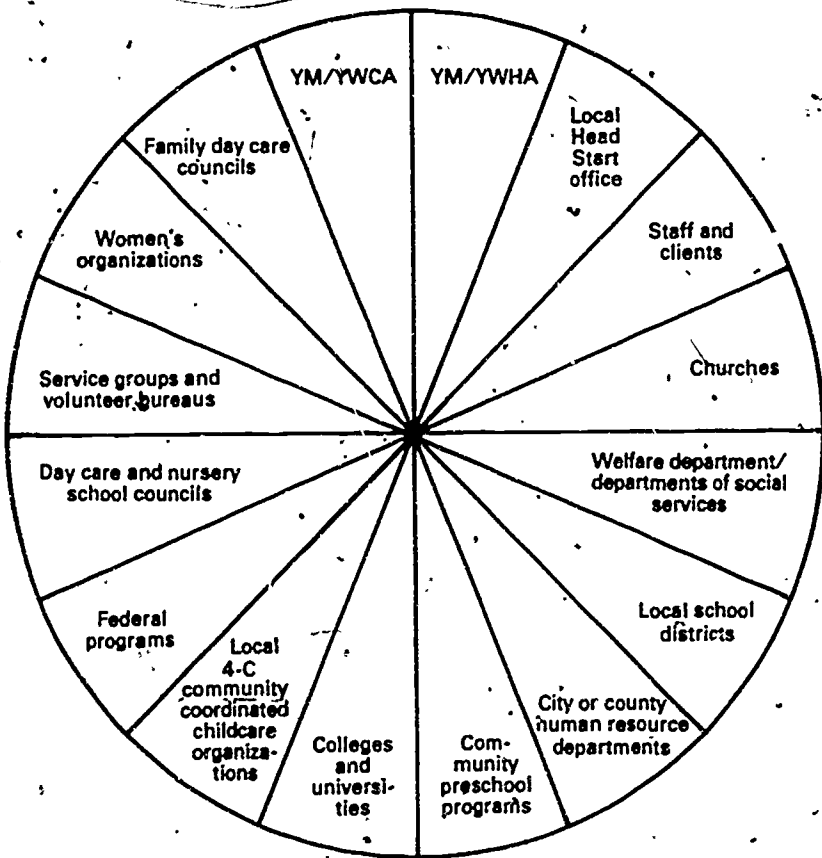 YM/YWCA
YM/YWHA
Local
Head
Start
office
Staff and
clients
Churches
Welfare department/
departments of social
services
Local school
districts
City or county
human resource
departments
Com-
munity
preschool
programs
Colleges
and
universi-
ties
Local
4-C
community
coordinated
childcare
organiza-
tions
Federal
programs
Day care and nursery
school councils
Service groups and
volunteer bureaus
Women's
organizations
Family day care
councils